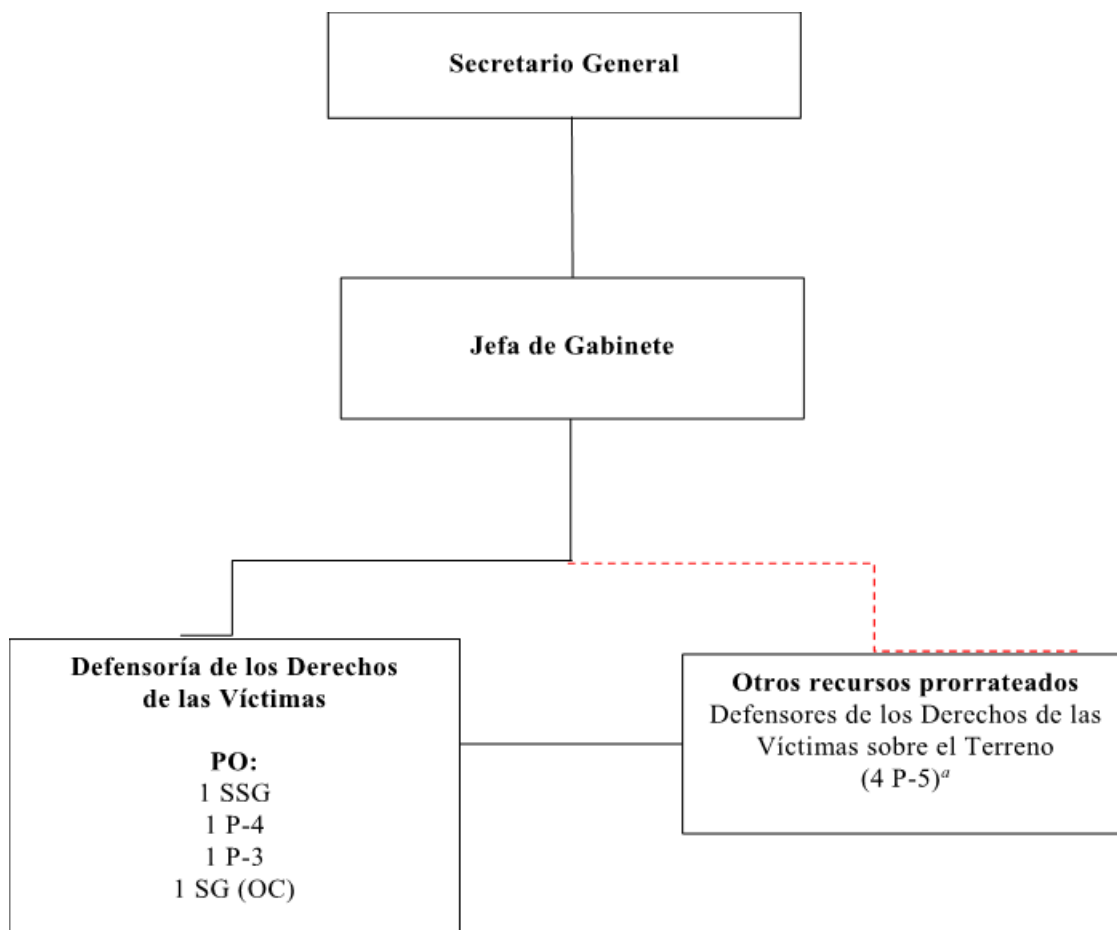 Secretario General
Jefa de Gabinete
Defensoría de los Derechos
de las Víctimas
PO:
1 SSG
1 P-4
1 P-3
1 SG (OC)
Otros recursos prorrateados
Defensores de los Derechos de las
Víctimas sobre el Terreno
(4 P-5)ᵃ